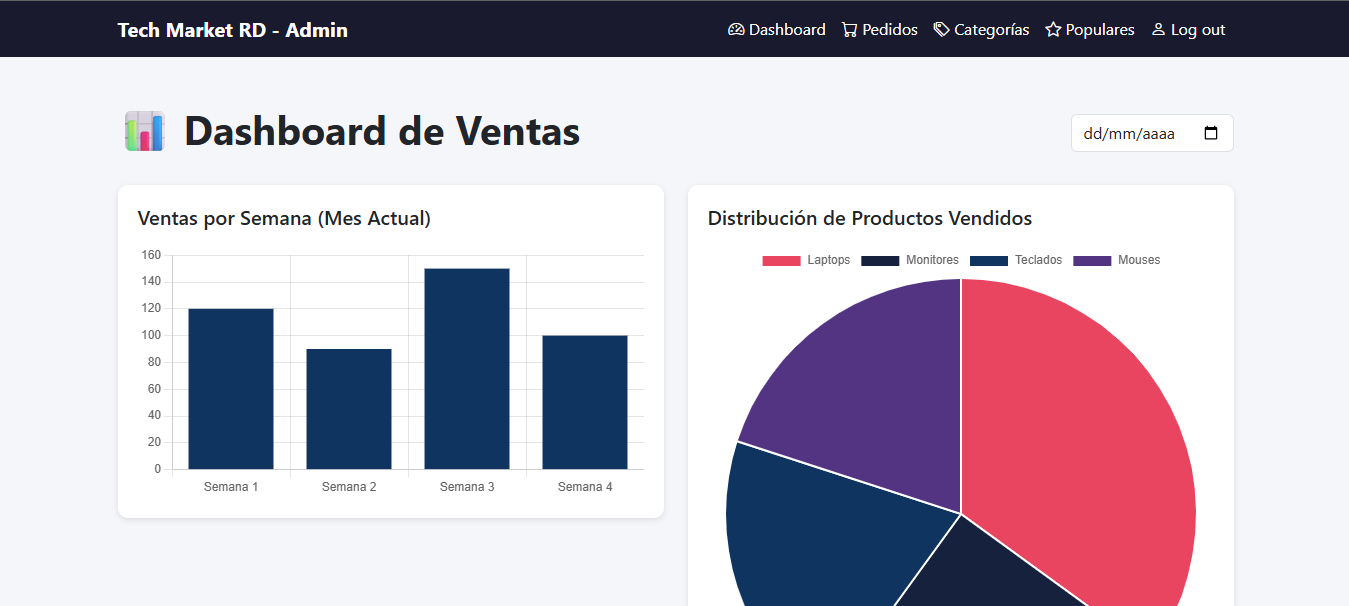 Tech Market RD - Admin
Dashboard Pedidos Categorías Populares Log out
Dashboard de Ventas
dd/mm/aaaa
Ventas por Semana (Mes Actual)
160
140
120
100
80
60
40
20
0
Semana 1 Semana 2 Semana 3 Semana 4
Distribución de Productos Vendidos
Laptops Monitores Teclados Mouses